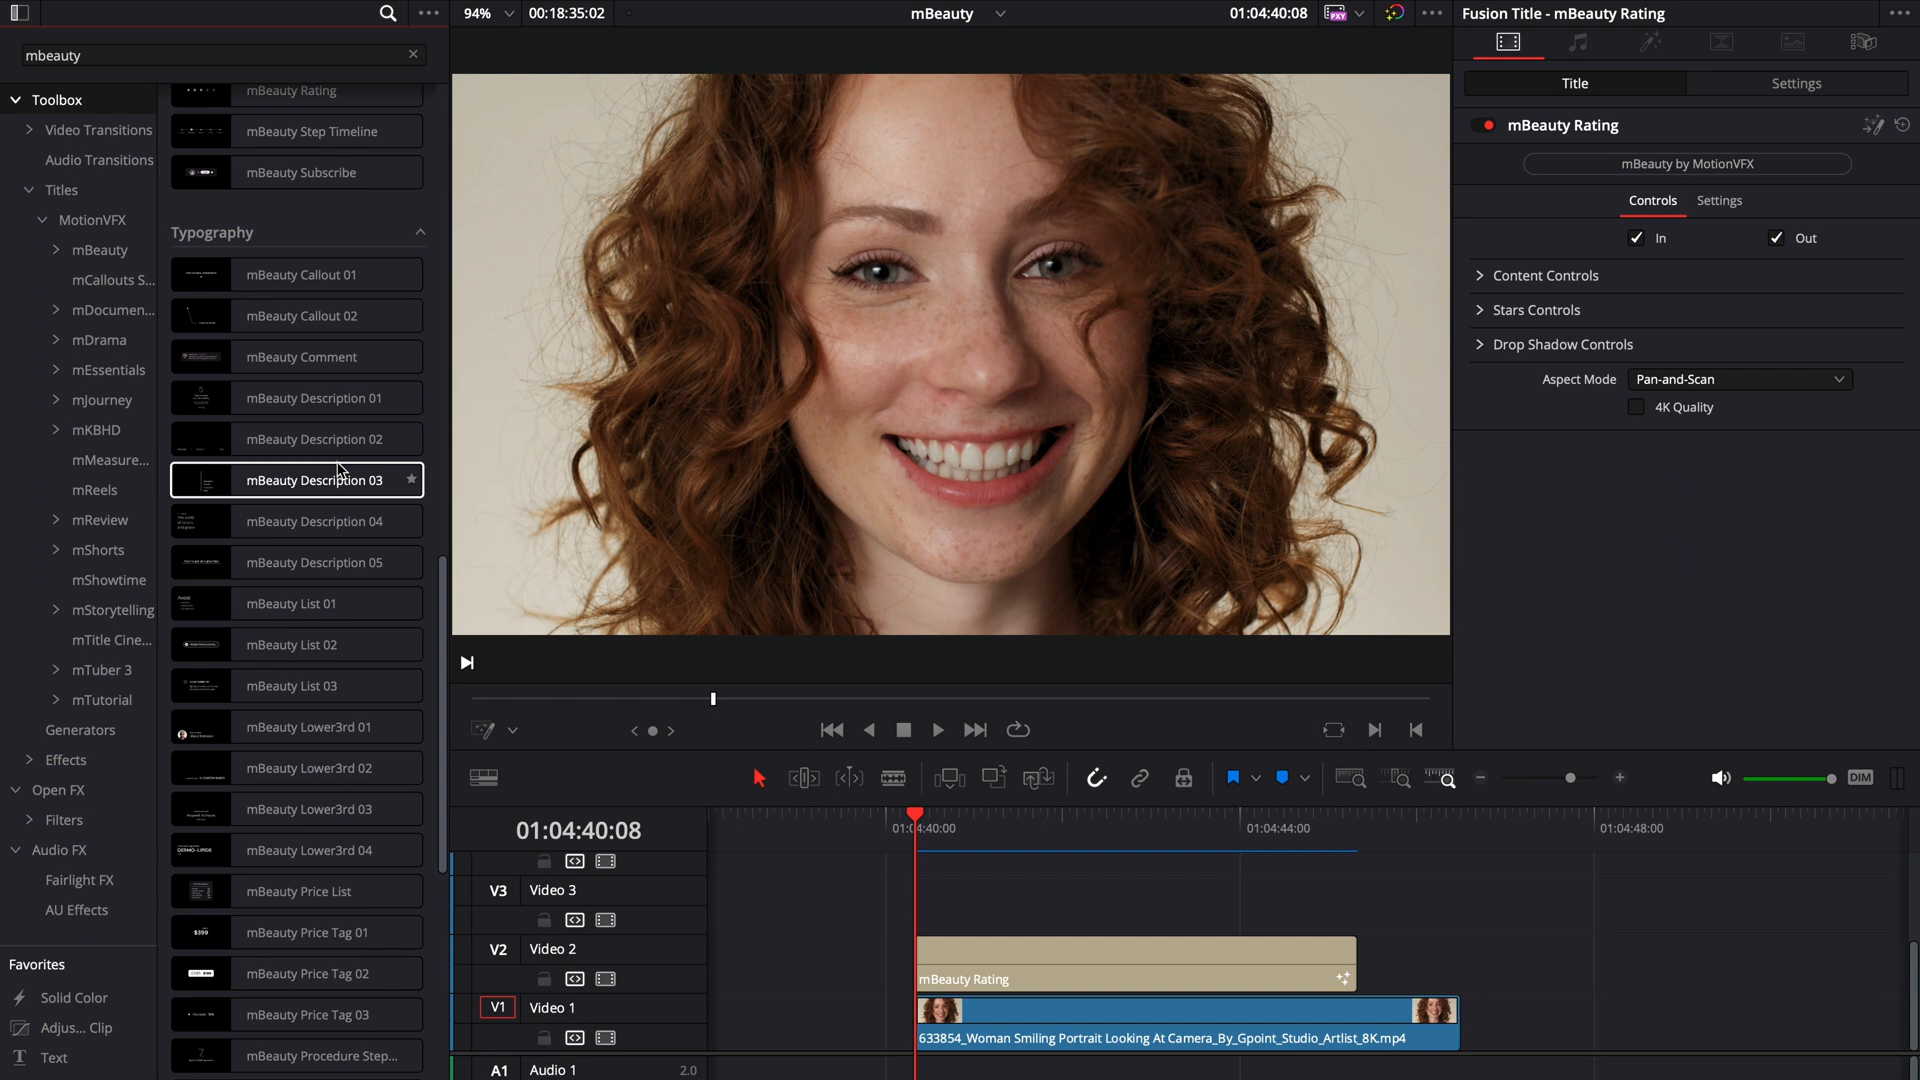 94%
00:18:35:02
mBeauty
01:04:40:08
PXY
Fusion Title - mBeauty Rating
mbeauty
Title
Settings
Toolbox
Video Transitions
Audio Transitions
Titles
MotionVFX
mBeauty
mCallouts S...
mDocumen...
mDrama
mEssentials
mJourney
mKBHD
mMeasure...
mReels
mReview
mShorts
mShowtime
mStorytelling
mTitle Cine...
mTuber 3
mTutorial
Generators
Effects
Open FX
Filters
Audio FX
Fairlight FX
AU Effects
Favorites
Solid Color
Adjus... Clip
Text
mBeauty Rating
mBeauty Step Timeline
mBeauty Subscribe
Typography
mBeauty Callout 01
mBeauty Callout 02
mBeauty Comment
mBeauty Description 01
mBeauty Description 02
mBeauty Description 03
mBeauty Description 04
mBeauty Description 05
mBeauty List 01
mBeauty List 02
mBeauty List 03
mBeauty Lower3rd 01
mBeauty Lower3rd 02
mBeauty Lower3rd 03
DERMO-LIPIDS
mBeauty Lower3rd 04
mBeauty Price List
$399
mBeauty Price Tag 01
mBeauty Price Tag 02
mBeauty Price Tag 03
mBeauty Procedure Step...
mBeauty Rating
mBeauty by MotionVFX
Controls
Settings
In
Out
Content Controls
Stars Controls
Drop Shadow Controls
Aspect Mode
Pan-and-Scan
4K Quality
DIM
01:04:40:08
01:04:40:00
01:04:44:00
01:04:48:00
V3
Video 3
V2
Video 2
mBeauty Rating
V1
Video 1
633854_Woman Smiling Portrait Looking At Camera_By_Gpoint_Studio_Artlist_8K.mp4
A1
Audio 1
2.0